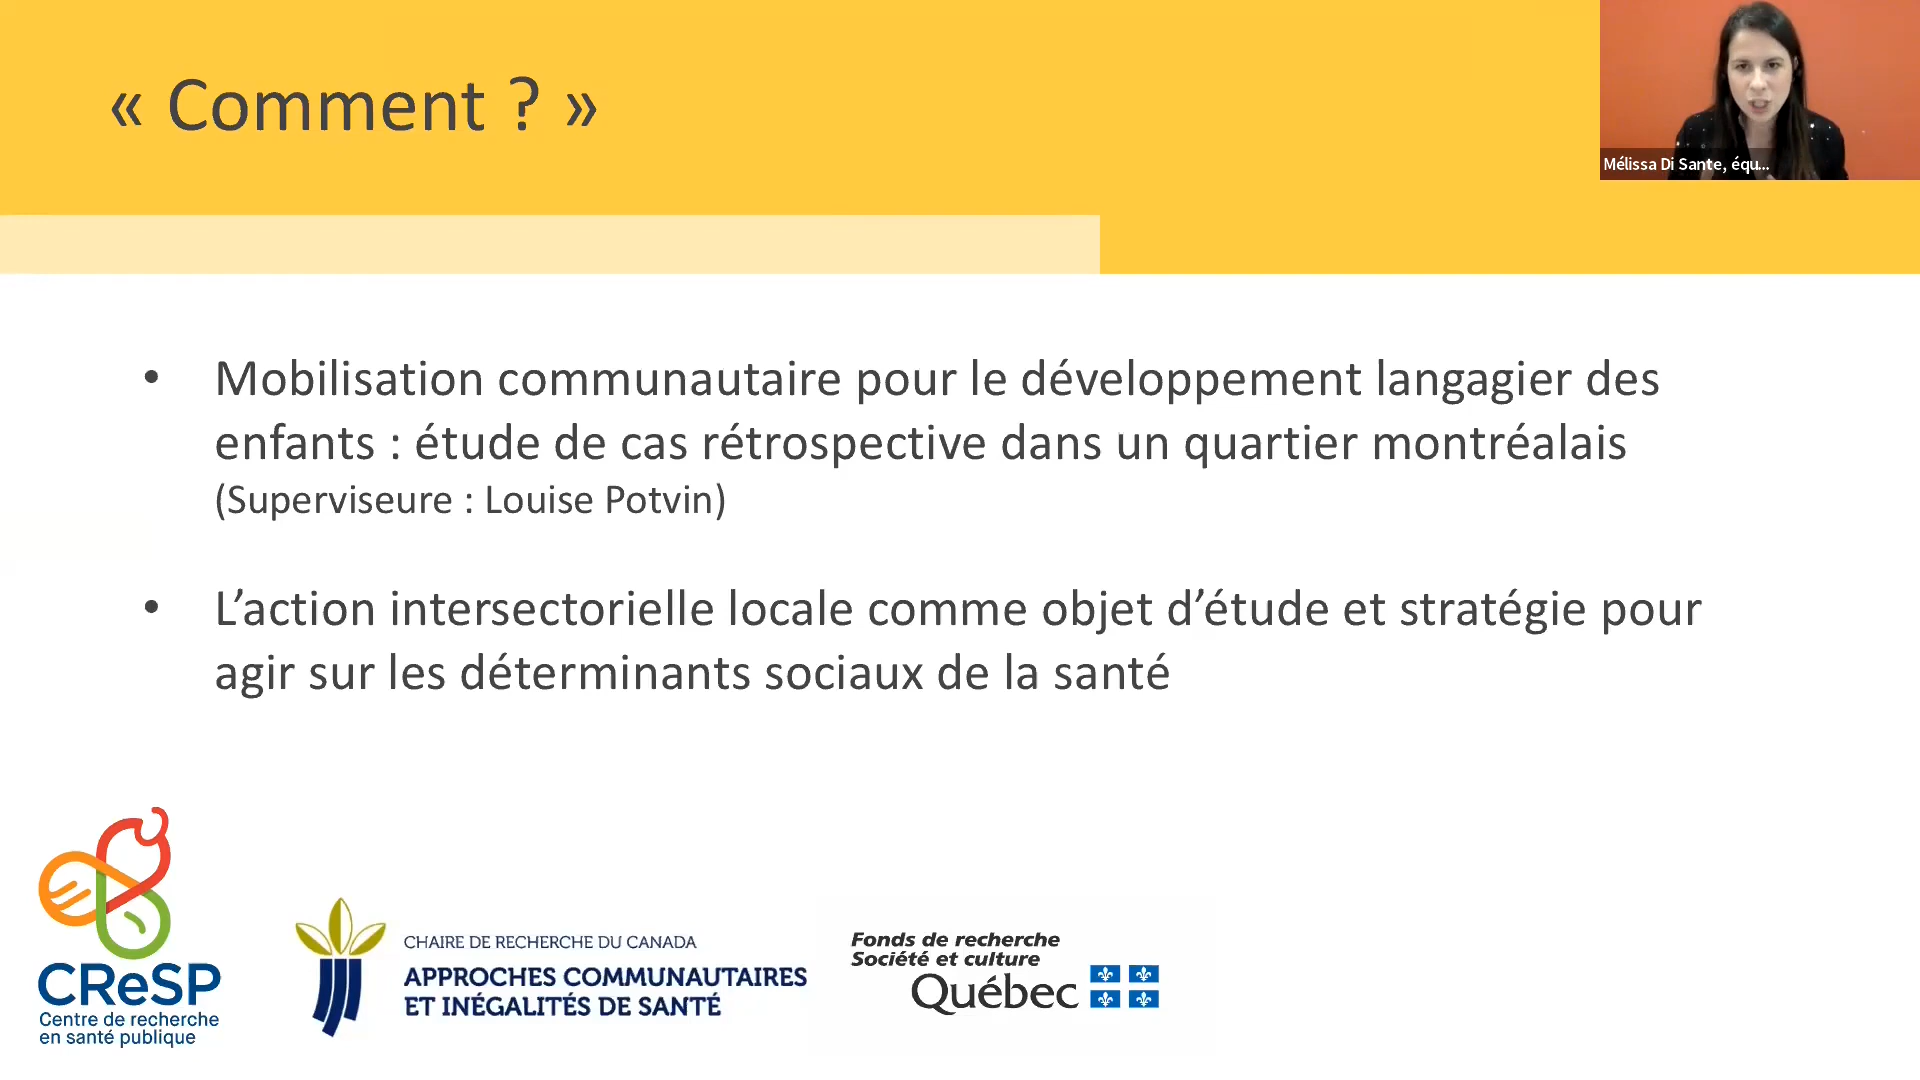 « Comment ? »
Mélissa Di Sante, équ...
• Mobilisation communautaire pour le développement langagier des
enfants : étude de cas rétrospective dans un quartier montréalais
(Superviseure : Louise Potvin)
• L’action intersectorielle locale comme objet d’étude et stratégie pour
agir sur les déterminants sociaux de la santé
CReSP
Centre de recherche
en santé publique
CHAIRE DE RECHERCHE DU CANADA
APPROCHES COMMUNAUTAIRES
ET INÉGALITÉS DE SANTÉ
Fonds de recherche
Société et culture
Québec